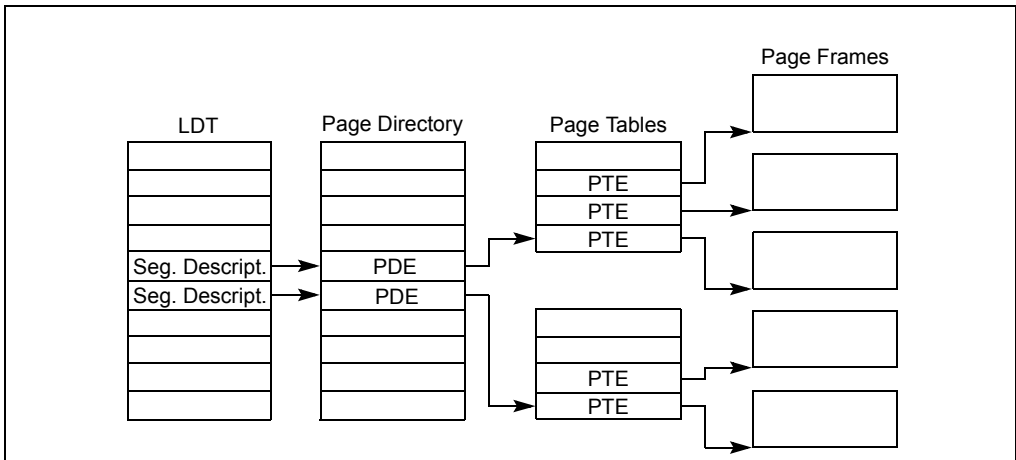 Page Frames
LDT
Page Directory
Page Tables
PTE
PTE
PTE
Seg. Descript.
PDE
Seg. Descript.
PDE
PTE
PTE